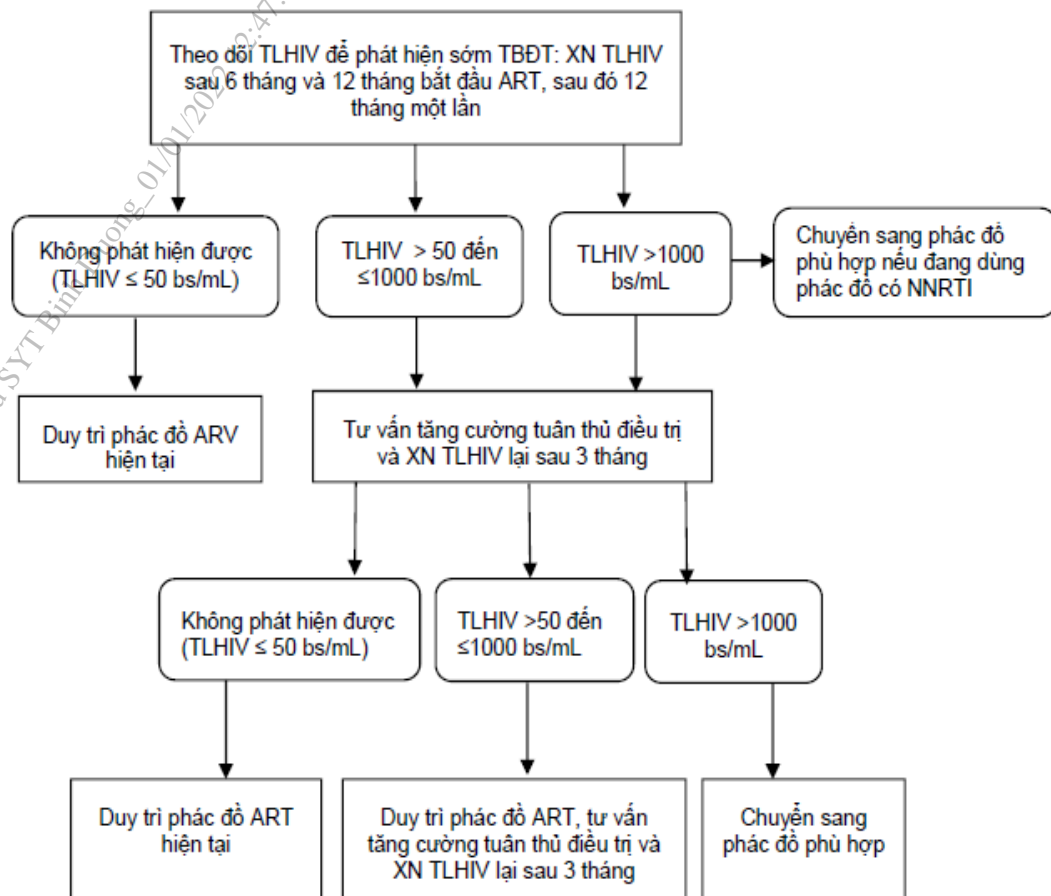 Theo dõi TLHIV để phát hiện sớm TBĐT: XN TLHIV
sau 6 tháng và 12 tháng bắt đầu ART, sau đó 12
tháng một lần
Không phát hiện được
(TLHIV ≤ 50 bs/mL)
TLHIV > 50 đến
≤1000 bs/mL
TLHIV >1000
bs/mL
Chuyển sang phác đồ
phù hợp nếu đang dùng
phác đồ có NNRTI
Duy trì phác đồ ARV
hiện tại
Tư vấn tăng cường tuân thủ điều trị
và XN TLHIV lại sau 3 tháng
Không phát hiện được
(TLHIV ≤ 50 bs/mL)
TLHIV >50 đến
≤1000 bs/mL
TLHIV >1000
bs/mL
Duy trì phác đồ ART
hiện tại
Duy trì phác đồ ART, tư vấn
tăng cường tuân thủ điều trị và
XN TLHIV lại sau 3 tháng
Chuyển sang
phác đồ phù hợp